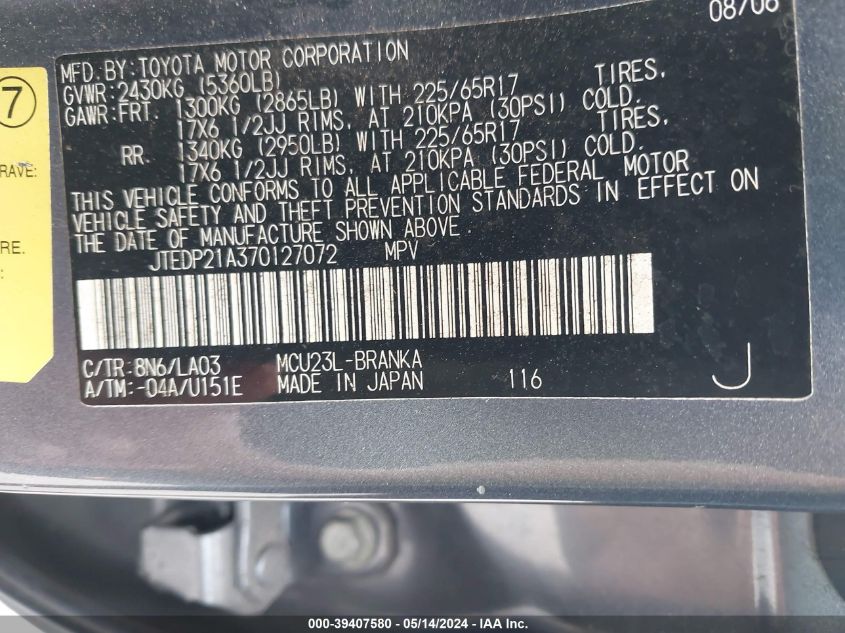 08/06
MFD. BY: TOYOTA MOTOR CORPORATION
GVWR: 2430KG (5360LB)
GAWR: FRT. 1300KG (2865LB) WITH 225/65R17 TIRES,
17X6 1/2JJ RIMS, AT 210KPA (30PSI) COLD.
RR. 1340KG (2950LB) WITH 225/65R17 TIRES,
17X6 1/2JJ RIMS, AT 210KPA (30PSI) COLD.
THIS VEHICLE CONFORMS TO ALL APPLICABLE FEDERAL MOTOR
VEHICLE SAFETY AND THEFT PREVENTION STANDARDS IN EFFECT ON
THE DATE OF MANUFACTURE SHOWN ABOVE.
JTEDP21A370127072 MPV
C/TR: 8N6/LA03 MCU23L-BRANKA
A/TM: -04A/U151E MADE IN JAPAN 116 J
7
RAVE:
RE.
:
000-39407580 - 05/14/2024 - IAA Inc.